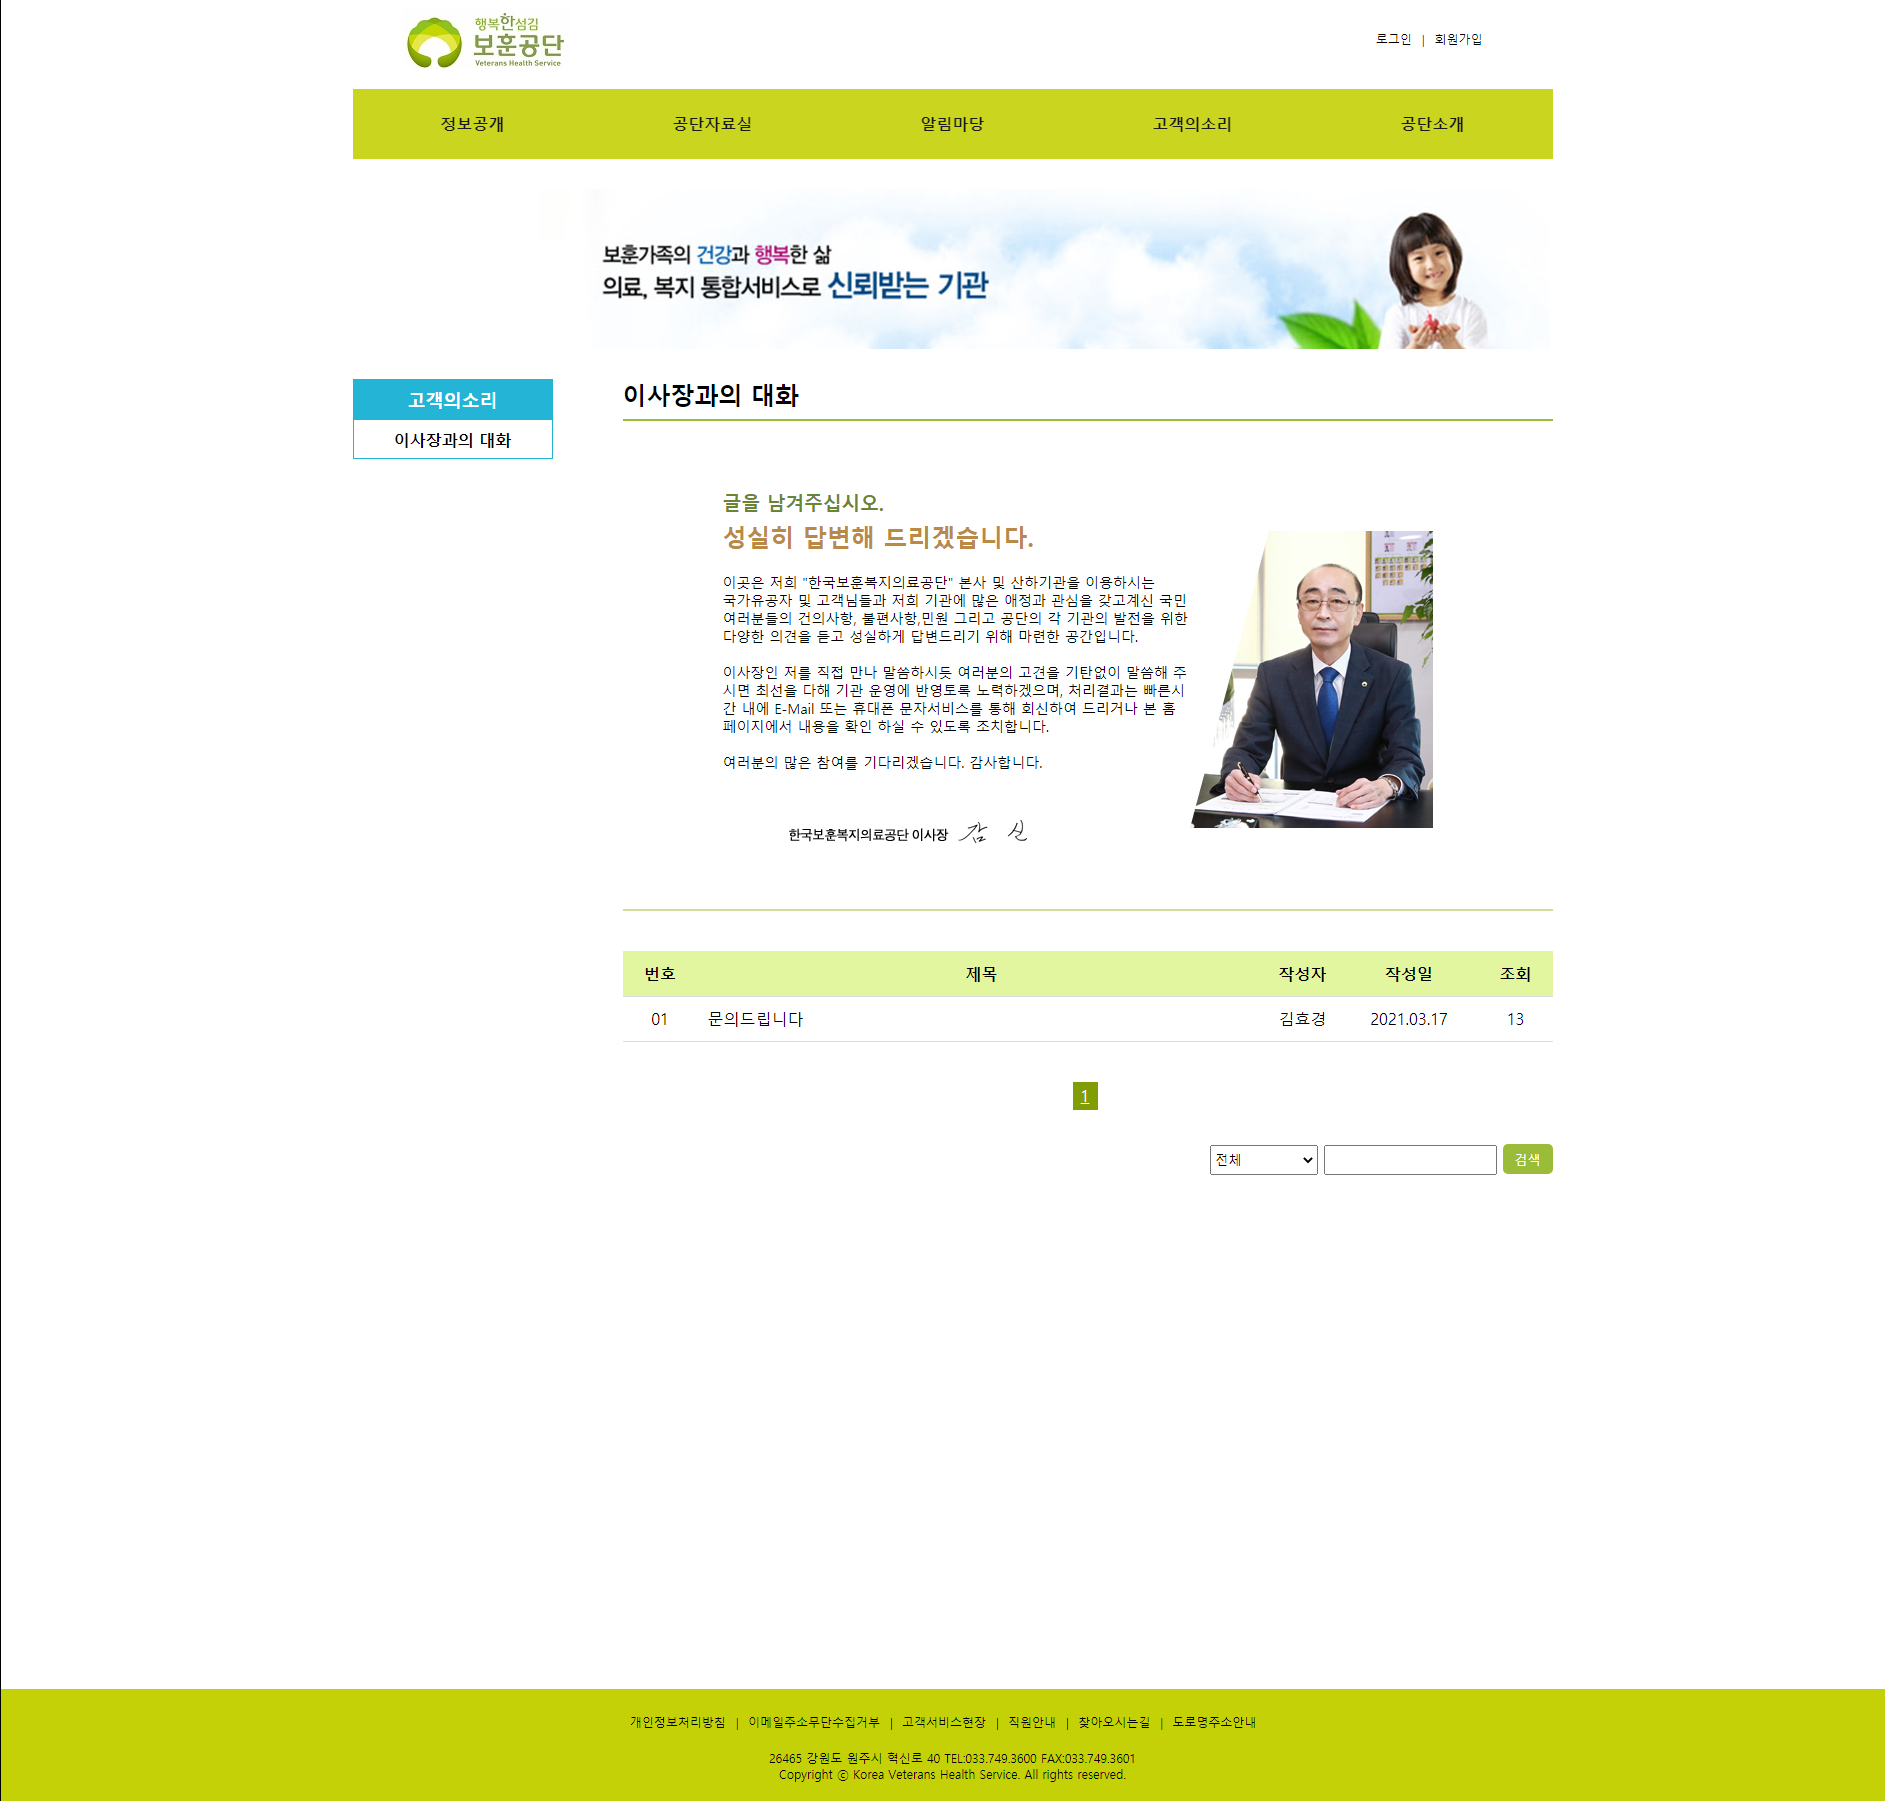 행복한섬김
보훈공단
Veterans Health Service
로그인 | 회원가입
정보공개 공단자료실 알림마당 고객의소리 공단소개
보훈가족의 건강과 행복한 삶
의료, 복지 통합서비스로 신뢰받는 기관
고객의소리
이사장과의 대화
이사장과의 대화
글을 남겨주십시오.
성실히 답변해 드리겠습니다.
이곳은 저희 "한국보훈복지의료공단" 본사 및 산하기관을 이용하시는
국가유공자 및 고객님들과 저희 기관에 많은 애정과 관심을 갖고계신 국민
여러분들의 건의사항, 불편사항,민원 그리고 공단의 각 기관의 발전을 위한
다양한 의견을 듣고 성실하게 답변드리기 위해 마련한 공간입니다.
이사장인 저를 직접 만나 말씀하시듯 여러분의 고견을 기탄없이 말씀해 주
시면 최선을 다해 기관 운영에 반영토록 노력하겠으며, 처리결과는 빠른시
간 내에 E-Mail 또는 휴대폰 문자서비스를 통해 회신하여 드리거나 본 홈
페이지에서 내용을 확인 하실 수 있도록 조치합니다.
여러분의 많은 참여를 기다리겠습니다. 감사합니다.
한국보훈복지의료공단 이사장 감 신
번호 제목 작성자 작성일 조회
01 문의드립니다 김효경 2021.03.17 13
1
전체 검색
개인정보처리방침 | 이메일주소무단수집거부 | 고객서비스현장 | 직원안내 | 찾아오시는길 | 도로명주소안내
26465 강원도 원주시 혁신로 40 TEL:033.749.3600 FAX:033.749.3601
Copyright ⓒ Korea Veterans Health Service. All rights reserved.